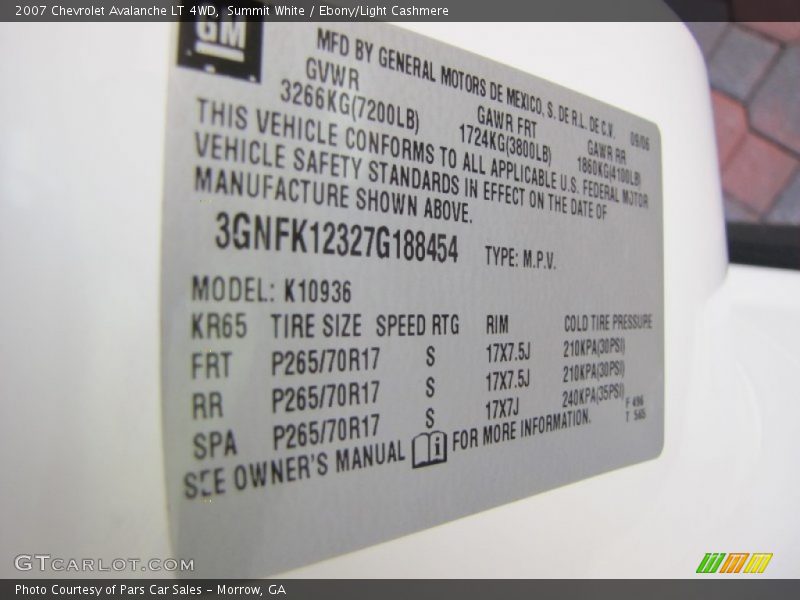 2007 Chevrolet Avalanche LT 4WD, Summit White / Ebony/Light Cashmere
GM
MFD BY GENERAL MOTORS DE MEXICO, S. DE R.L. DE C.V. 09/06
GVWR GAWR FRT GAWR RR
3266KG(7200LB) 1724KG(3800LB) 1860KG(4100LB)
THIS VEHICLE CONFORMS TO ALL APPLICABLE U.S. FEDERAL MOTOR
VEHICLE SAFETY STANDARDS IN EFFECT ON THE DATE OF
MANUFACTURE SHOWN ABOVE.
3GNFK12327G188454 TYPE: M.P.V.
MODEL: K10936
KR65 TIRE SIZE SPEED RTG RIM COLD TIRE PRESSURE
FRT P265/70R17 S 17X7.5J 210KPA(30PSI)
RR P265/70R17 S 17X7.5J 210KPA(30PSI)
SPA P265/70R17 S 17X7J 240KPA(35PSI)
SEE OWNER'S MANUAL i FOR MORE INFORMATION.
F 496
T 565
GTCARLOT.COM
Photo Courtesy of Pars Car Sales - Morrow, GA